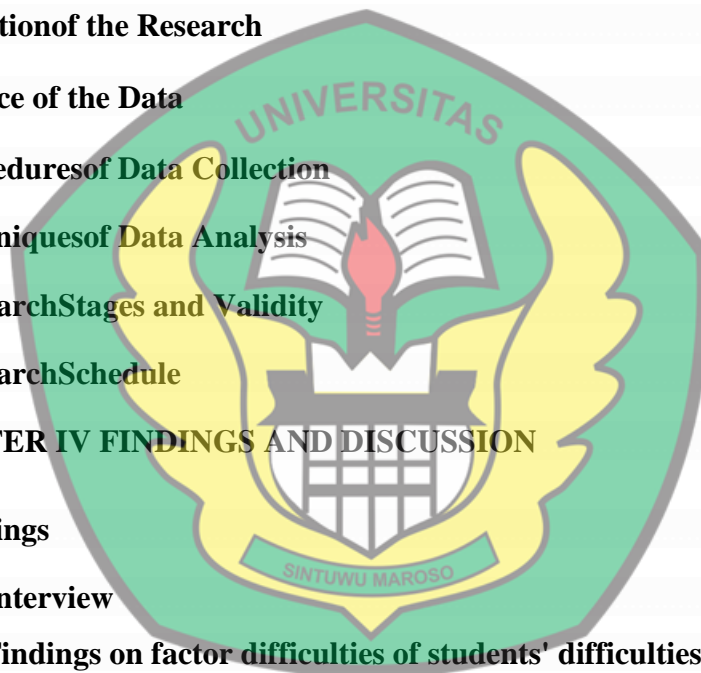 tionof the Research
ce of the Data
UNIVERSITAS
eduresof Data Collection
niquesof Data Analysis
archStages and Validity
archSchedule
TER IV FINDINGS AND DISCUSSION
ings
SINTUWU MAROSO
nterview
indings on factor difficulties of students' difficulties